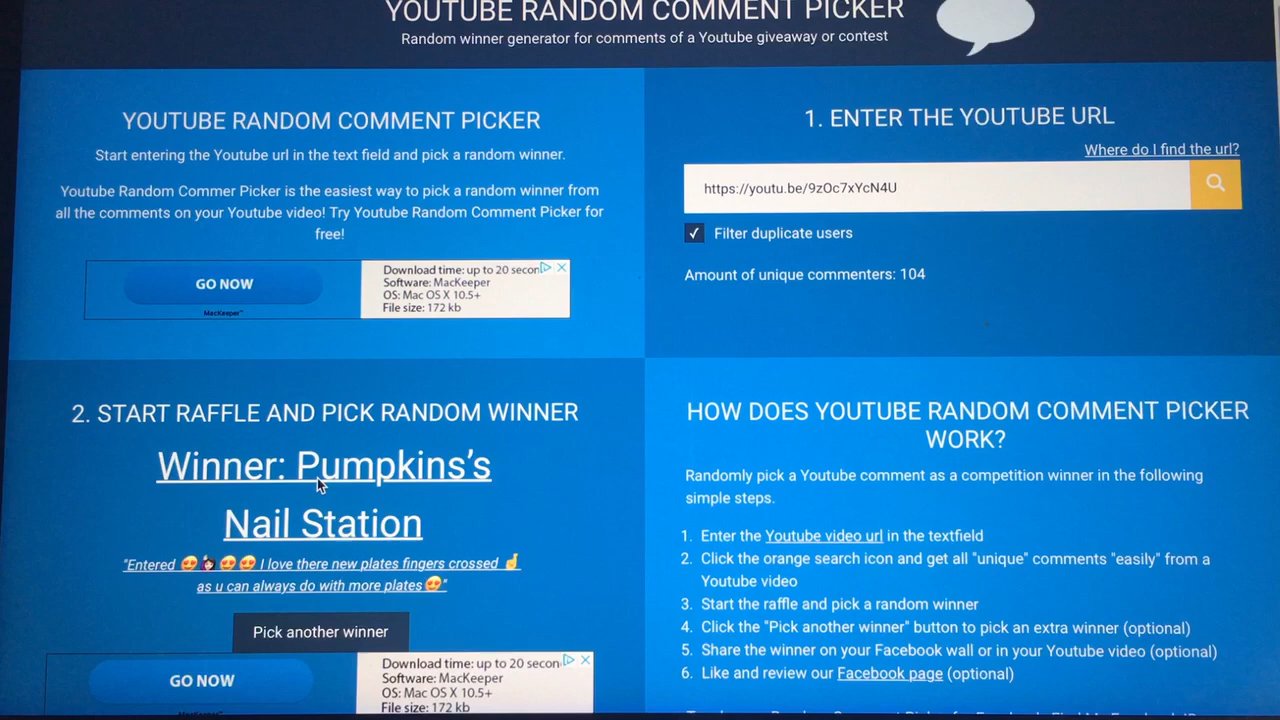 YOUTUBE RANDOM COMMENT PICKER
Random winner generator for comments of a Youtube giveaway or contest
YOUTUBE RANDOM COMMENT PICKER
Start entering the Youtube url in the text field and pick a random winner.
Youtube Random Commer Picker is the easiest way to pick a random winner from
all the comments on your Youtube video! Try Youtube Random Comment Picker for
free!
GO NOW
MacKeeper™
Download time: up to 20 secon
Software: MacKeeper
OS: Mac OS X 10.5+
File size: 172 kb
1. ENTER THE YOUTUBE URL
Where do I find the url?
https://youtu.be/9zOc7xYcN4U
Filter duplicate users
Amount of unique commenters: 104
2. START RAFFLE AND PICK RANDOM WINNER
Winner: Pumpkins's
Nail Station
"Entered 😍💁🏻😍😍 I love there new plates fingers crossed 🤞
as u can always do with more plates😍"
Pick another winner
GO NOW
Download time: up to 20 secon
Software: MacKeeper
OS: Mac OS X 10.5+
File size: 172 kb
HOW DOES YOUTUBE RANDOM COMMENT PICKER
WORK?
Randomly pick a Youtube comment as a competition winner in the following
simple steps.
1. Enter the Youtube video url in the textfield
2. Click the orange search icon and get all "unique" comments "easily" from a
Youtube video
3. Start the raffle and pick a random winner
4. Click the "Pick another winner" button to pick an extra winner (optional)
5. Share the winner on your Facebook wall or in your Youtube video (optional)
6. Like and review our Facebook page (optional)